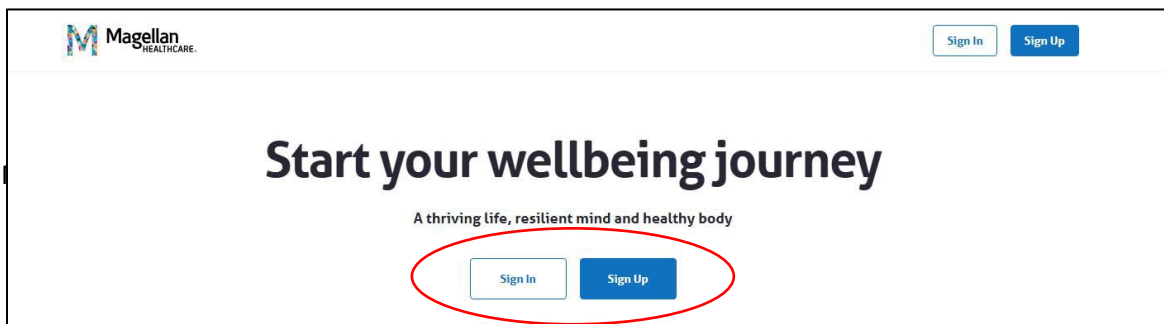 Magellan
HEALTHCARE.
Sign In Sign Up
Start your wellbeing journey
A thriving life, resilient mind and healthy body
Sign In Sign Up